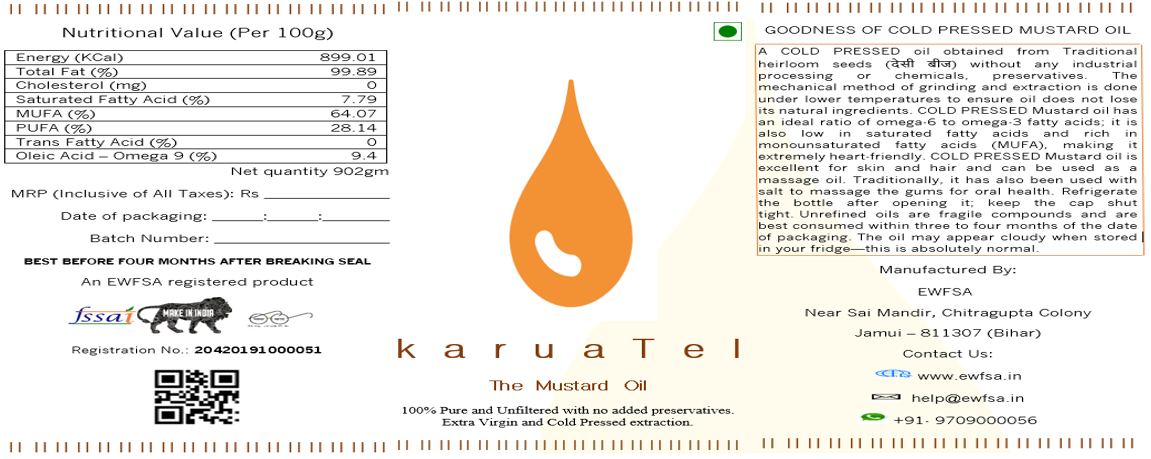 Nutritional Value (Per 100g)
Energy (KCal) 899.01
Total Fat (%) 99.89
Cholesterol (mg) 0
Saturated Fatty Acid (%) 7.79
MUFA (%) 64.07
PUFA (%) 28.14
Trans Fatty Acid (%) 0
Oleic Acid – Omega 9 (%) 9.4
Net quantity 902gm
MRP (Inclusive of All Taxes): Rs ________________
Date of packaging: ______:______:________
Batch Number: ______________________
BEST BEFORE FOUR MONTHS AFTER BREAKING SEAL
An EWFSA registered product
fssai
MAKE IN INDIA
Registration No.: 20420191000051
karuaTel
The Mustard Oil
100% Pure and Unfiltered with no added preservatives.
Extra Virgin and Cold Pressed extraction.
GOODNESS OF COLD PRESSED MUSTARD OIL
A COLD PRESSED oil obtained from Traditional
heirloom seeds (देसी बीज) without any industrial
processing or chemicals, preservatives. The
mechanical method of grinding and extraction is done
under lower temperatures to ensure oil does not lose
its natural ingredients. COLD PRESSED Mustard oil has
an ideal ratio of omega-6 to omega-3 fatty acids; it is
also low in saturated fatty acids and rich in
monounsaturated fatty acids (MUFA), making it
extremely heart-friendly. COLD PRESSED Mustard oil is
excellent for skin and hair and can be used as a
massage oil. Traditionally, it has also been used with
salt to massage the gums for oral health. Refrigerate
the bottle after opening it; keep the cap shut
tight. Unrefined oils are fragile compounds and are
best consumed within three to four months of the date
of packaging. The oil may appear cloudy when stored
in your fridge—this is absolutely normal.
Manufactured By:
EWFSA
Near Sai Mandir, Chitragupta Colony
Jamui – 811307 (Bihar)
Contact Us:
www.ewfsa.in
help@ewfsa.in
+91- 9709000056